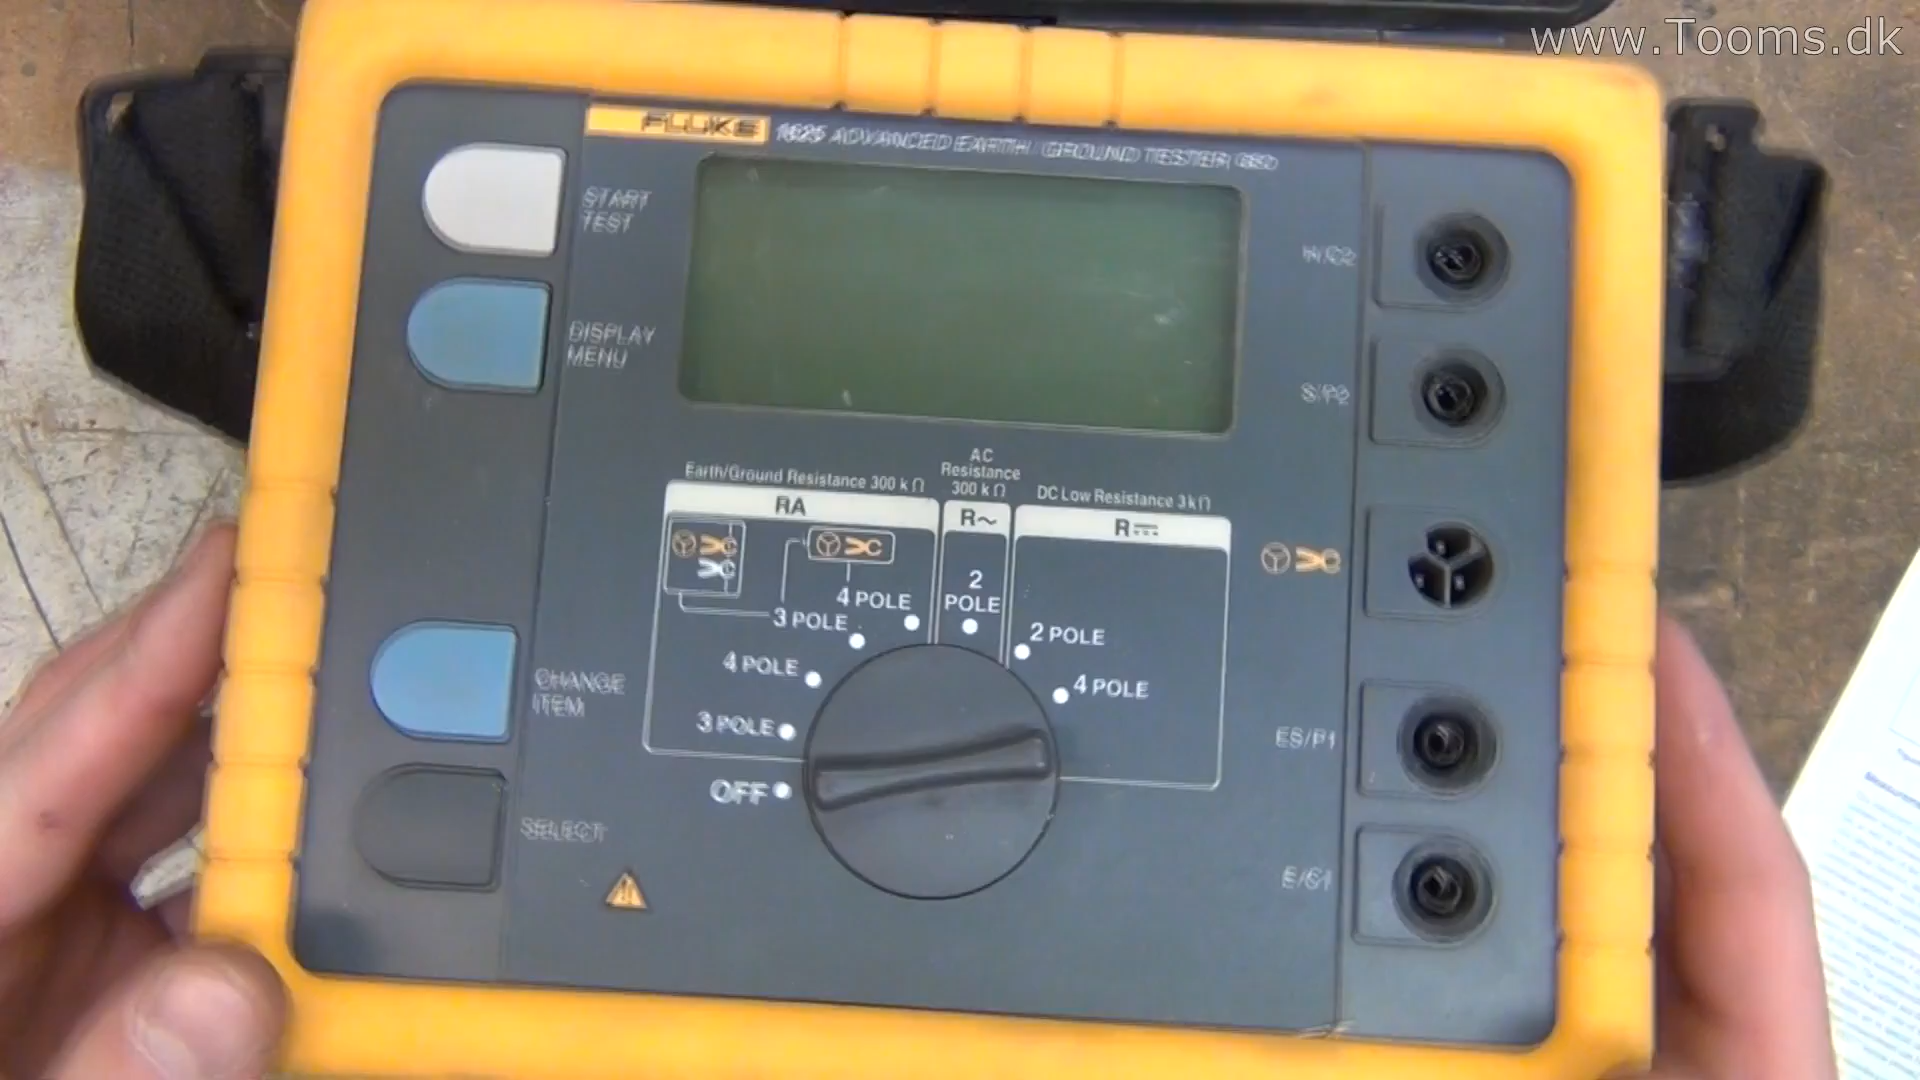 www.Tooms.dk
FLUKE 1625 ADVANCED EARTH / GROUND TESTER GEO
START
TEST
DISPLAY
MENU
CHANGE
ITEM
SELECT
Earth/Ground Resistance 300 kΩ
AC
Resistance
300 kΩ
DC Low Resistance 3kΩ
RA
R~
R
4 POLE
3 POLE
4 POLE
3 POLE
OFF
2
POLE
2 POLE
4 POLE
H/C2
S/P2
ES/P1
E/C1